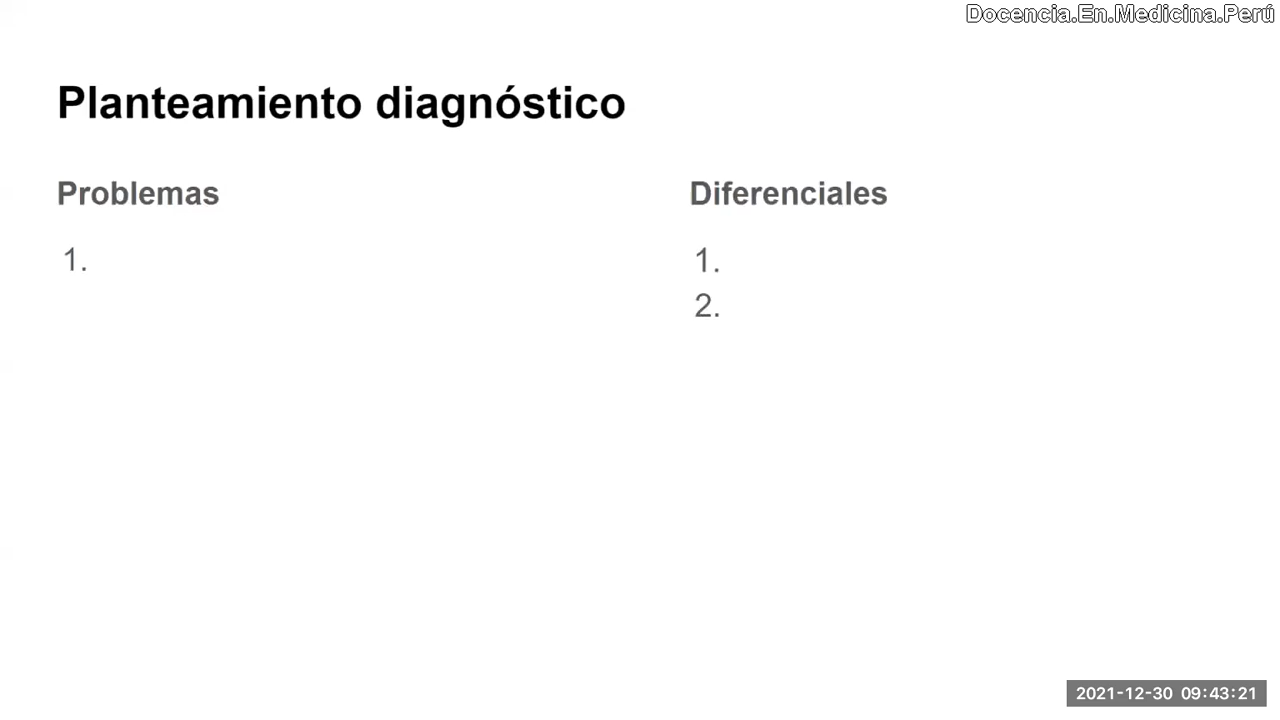 Docencia.En.Medicina.Perú
Planteamiento diagnóstico
Problemas
1.
Diferenciales
1.
2.
2021-12-30 09:43:21